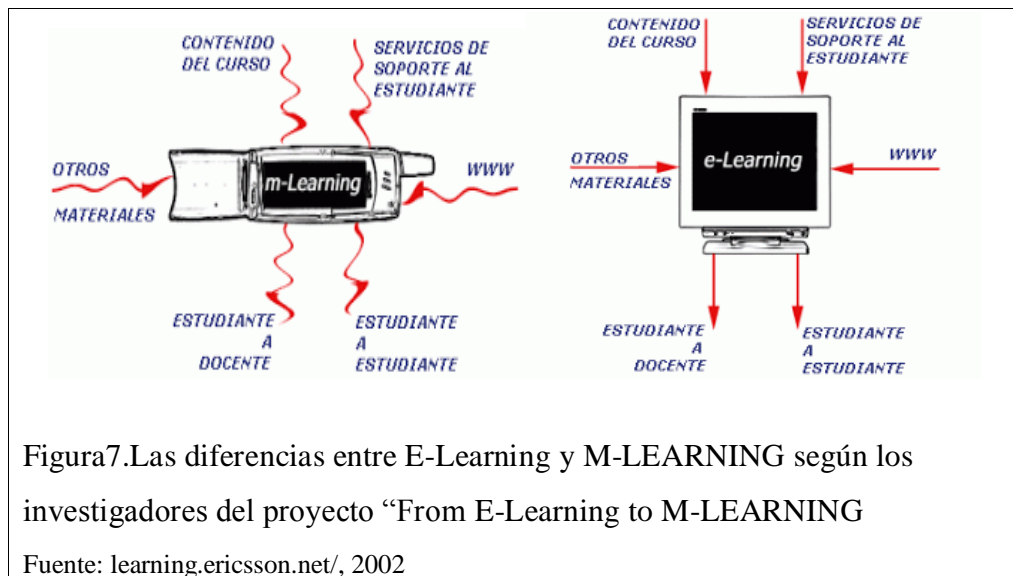 CONTENIDO
DEL CURSO
SERVICIOS DE
SOPORTE AL
ESTUDIANTE
OTROS
MATERIALES
m-Learning
WWW
ESTUDIANTE
A
DOCENTE
ESTUDIANTE
A
ESTUDIANTE
CONTENIDO
DEL CURSO
SERVICIOS DE
SOPORTE AL
ESTUDIANTE
OTROS
MATERIALES
e-Learning
WWW
ESTUDIANTE
A
DOCENTE
ESTUDIANTE
A
ESTUDIANTE
Figura7.Las diferencias entre E-Learning y M-LEARNING según los
investigadores del proyecto “From E-Learning to M-LEARNING
Fuente: learning.ericsson.net/, 2002